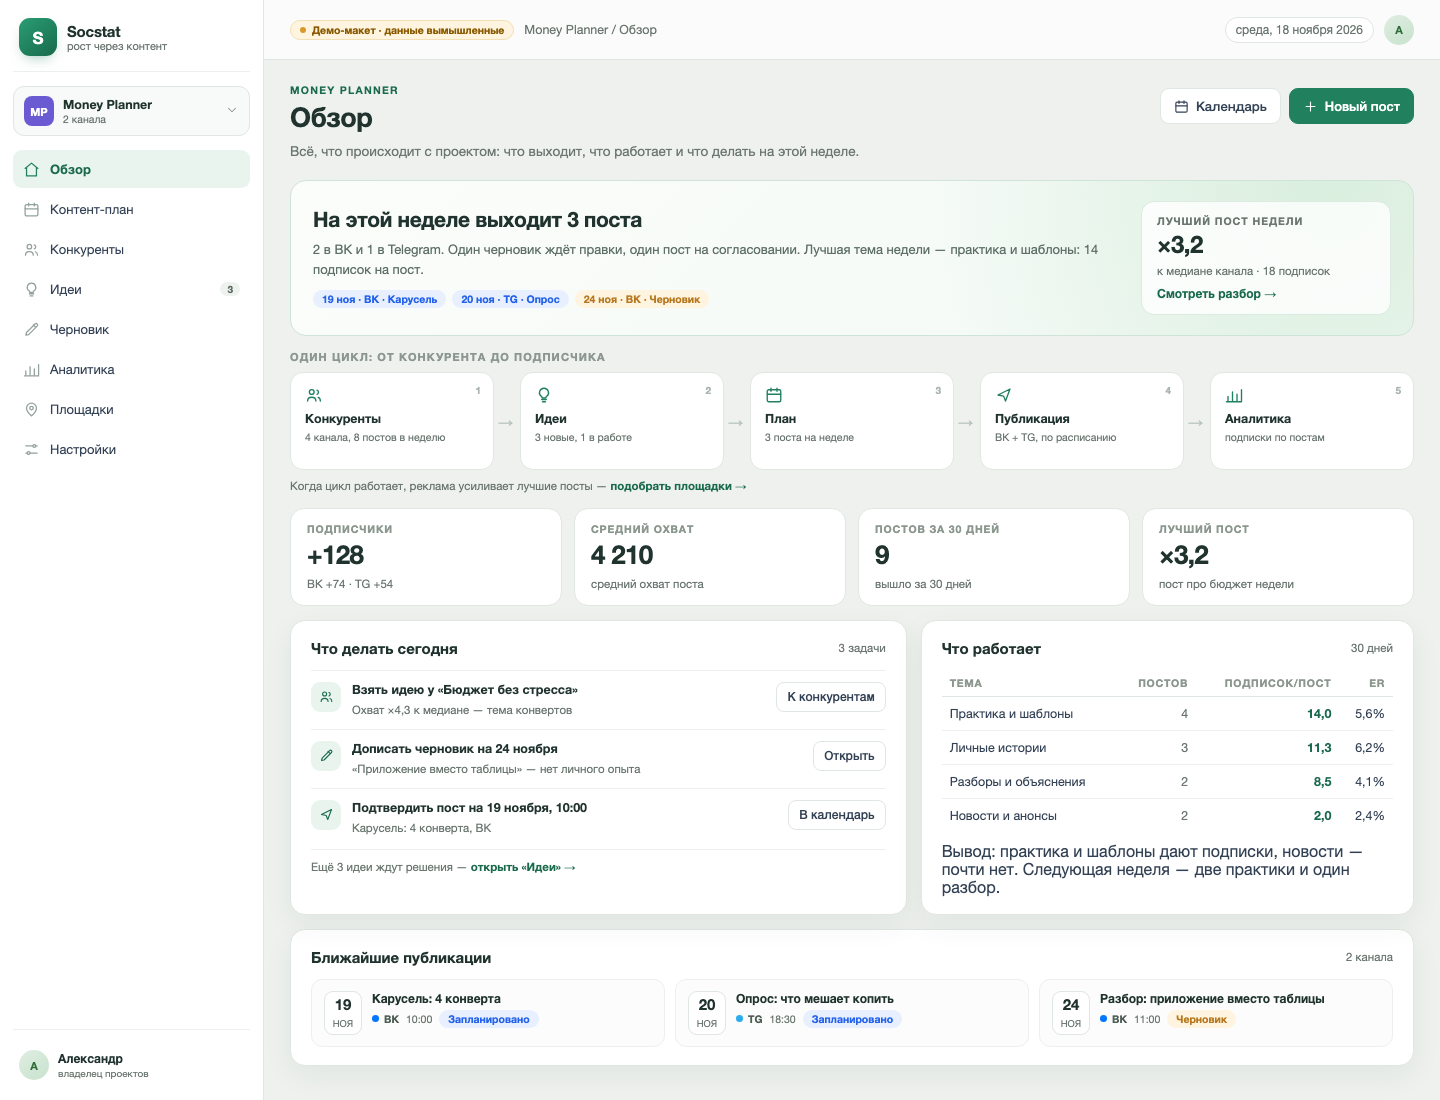 S
Socstat
рост через контент
MP
Money Planner
2 канала
Обзор
Контент-план
Конкуренты
Идеи
3
Черновик
Аналитика
Площадки
Настройки
А
Александр
владелец проектов
Демо-макет · данные вымышленные
Money Planner / Обзор
среда, 18 ноября 2026
А
MONEY PLANNER
Обзор
Всё, что происходит с проектом: что выходит, что работает и что делать на этой неделе.
Календарь
Новый пост
На этой неделе выходит 3 поста
2 в ВК и 1 в Telegram. Один черновик ждёт правки, один пост на согласовании. Лучшая тема недели — практика и шаблоны: 14
подписок на пост.
19 ноя · ВК · Карусель
20 ноя · TG · Опрос
24 ноя · ВК · Черновик
ЛУЧШИЙ ПОСТ НЕДЕЛИ
×3,2
к медиане канала · 18 подписок
Смотреть разбор →
ОДИН ЦИКЛ: ОТ КОНКУРЕНТА ДО ПОДПИСЧИКА
1
Конкуренты
4 канала, 8 постов в неделю
→
2
Идеи
3 новые, 1 в работе
→
3
План
3 поста на неделе
→
4
Публикация
ВК + TG, по расписанию
→
5
Аналитика
подписки по постам
Когда цикл работает, реклама усиливает лучшие посты — подобрать площадки →
ПОДПИСЧИКИ
+128
ВК +74 · TG +54
СРЕДНИЙ ОХВАТ
4 210
средний охват поста
ПОСТОВ ЗА 30 ДНЕЙ
9
вышло за 30 дней
ЛУЧШИЙ ПОСТ
×3,2
пост про бюджет недели
Что делать сегодня
3 задачи
Взять идею у «Бюджет без стресса»
Охват ×4,3 к медиане — тема конвертов
К конкурентам
Дописать черновик на 24 ноября
«Приложение вместо таблицы» — нет личного опыта
Открыть
Подтвердить пост на 19 ноября, 10:00
Карусель: 4 конверта, ВК
В календарь
Ещё 3 идеи ждут решения — открыть «Идеи» →
Что работает
30 дней
ТЕМА ПОСТОВ ПОДПИСОК/ПОСТ ER
Практика и шаблоны 4 14,0 5,6%
Личные истории 3 11,3 6,2%
Разборы и объяснения 2 8,5 4,1%
Новости и анонсы 2 2,0 2,4%
Вывод: практика и шаблоны дают подписки, новости —
почти нет. Следующая неделя — две практики и один
разбор.
Ближайшие публикации
2 канала
19
НОЯ
Карусель: 4 конверта
ВК 10:00 Запланировано
20
НОЯ
Опрос: что мешает копить
TG 18:30 Запланировано
24
НОЯ
Разбор: приложение вместо таблицы
ВК 11:00 Черновик